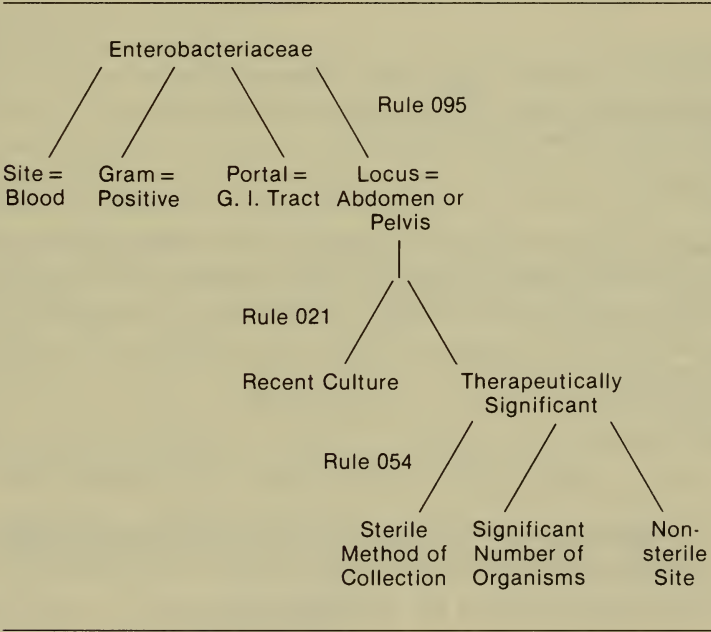 Enterobacteriaceae
Rule 095
Site =
Blood
Gram =
Positive
Portal =
G. I. Tract
Locus =
Abdomen or
Pelvis
Rule 021
Recent Culture
Therapeutically
Significant
Rule 054
Sterile
Method of
Collection
Significant
Number of
Organisms
Non-
sterile
Site